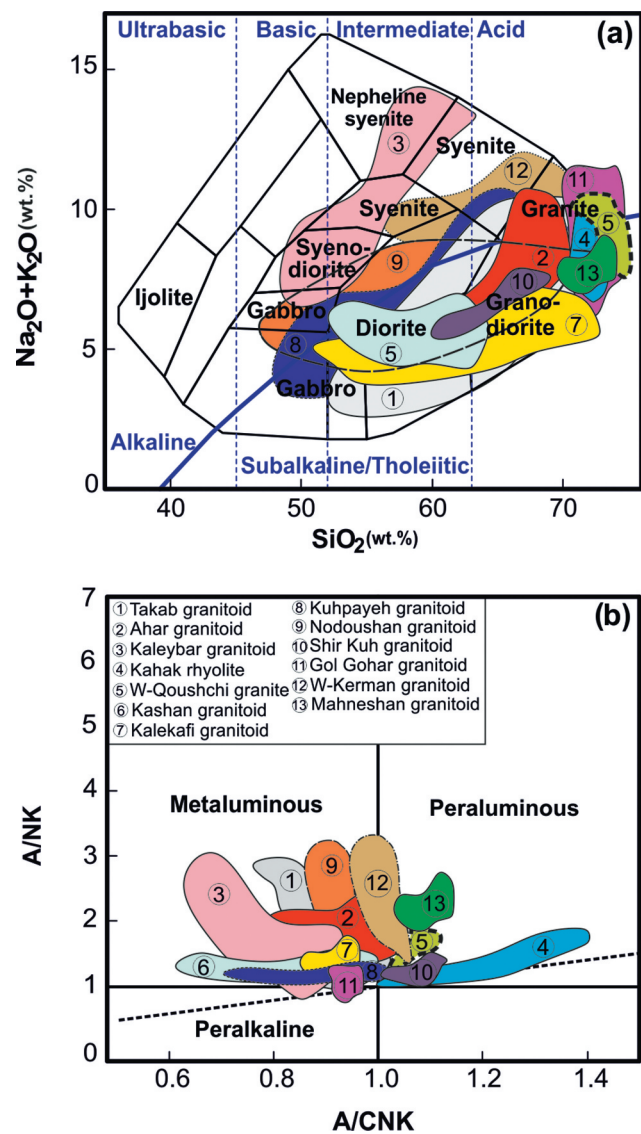 Ultrabasic Basic Intermediate Acid
(a)
Na₂O+K₂O(wt.%)
15
10
5
0
Nepheline
syenite
③
Syenite
⑫
⑪
Syenite
Granite
⑤
Syeno-
diorite
⑨
②
④
⑬
Ijolite
Gabbro
⑩
Grano-
diorite
⑦
⑧
Diorite
⑤
Gabbro
①
Alkaline
Subalkaline/Tholeiitic
40 50 60 70
SiO₂(wt.%)
(b)
7
6
5
4
3
2
1
0
A/NK
① Takab granitoid
② Ahar granitoid
③ Kaleybar granitoid
④ Kahak rhyolite
⑤ W-Qoushchi granite
⑥ Kashan granitoid
⑦ Kalekafi granitoid
⑧ Kuhpayeh granitoid
⑨ Nodoushan granitoid
⑩ Shir Kuh granitoid
⑪ Gol Gohar granitoid
⑫ W-Kerman granitoid
⑬ Mahneshan granitoid
Metaluminous
Peraluminous
③
①
⑨
⑫
⑬
②
⑤
④
⑥
⑦
⑧
⑩
⑪
Peralkaline
0.6 0.8 1.0 1.2 1.4
A/CNK